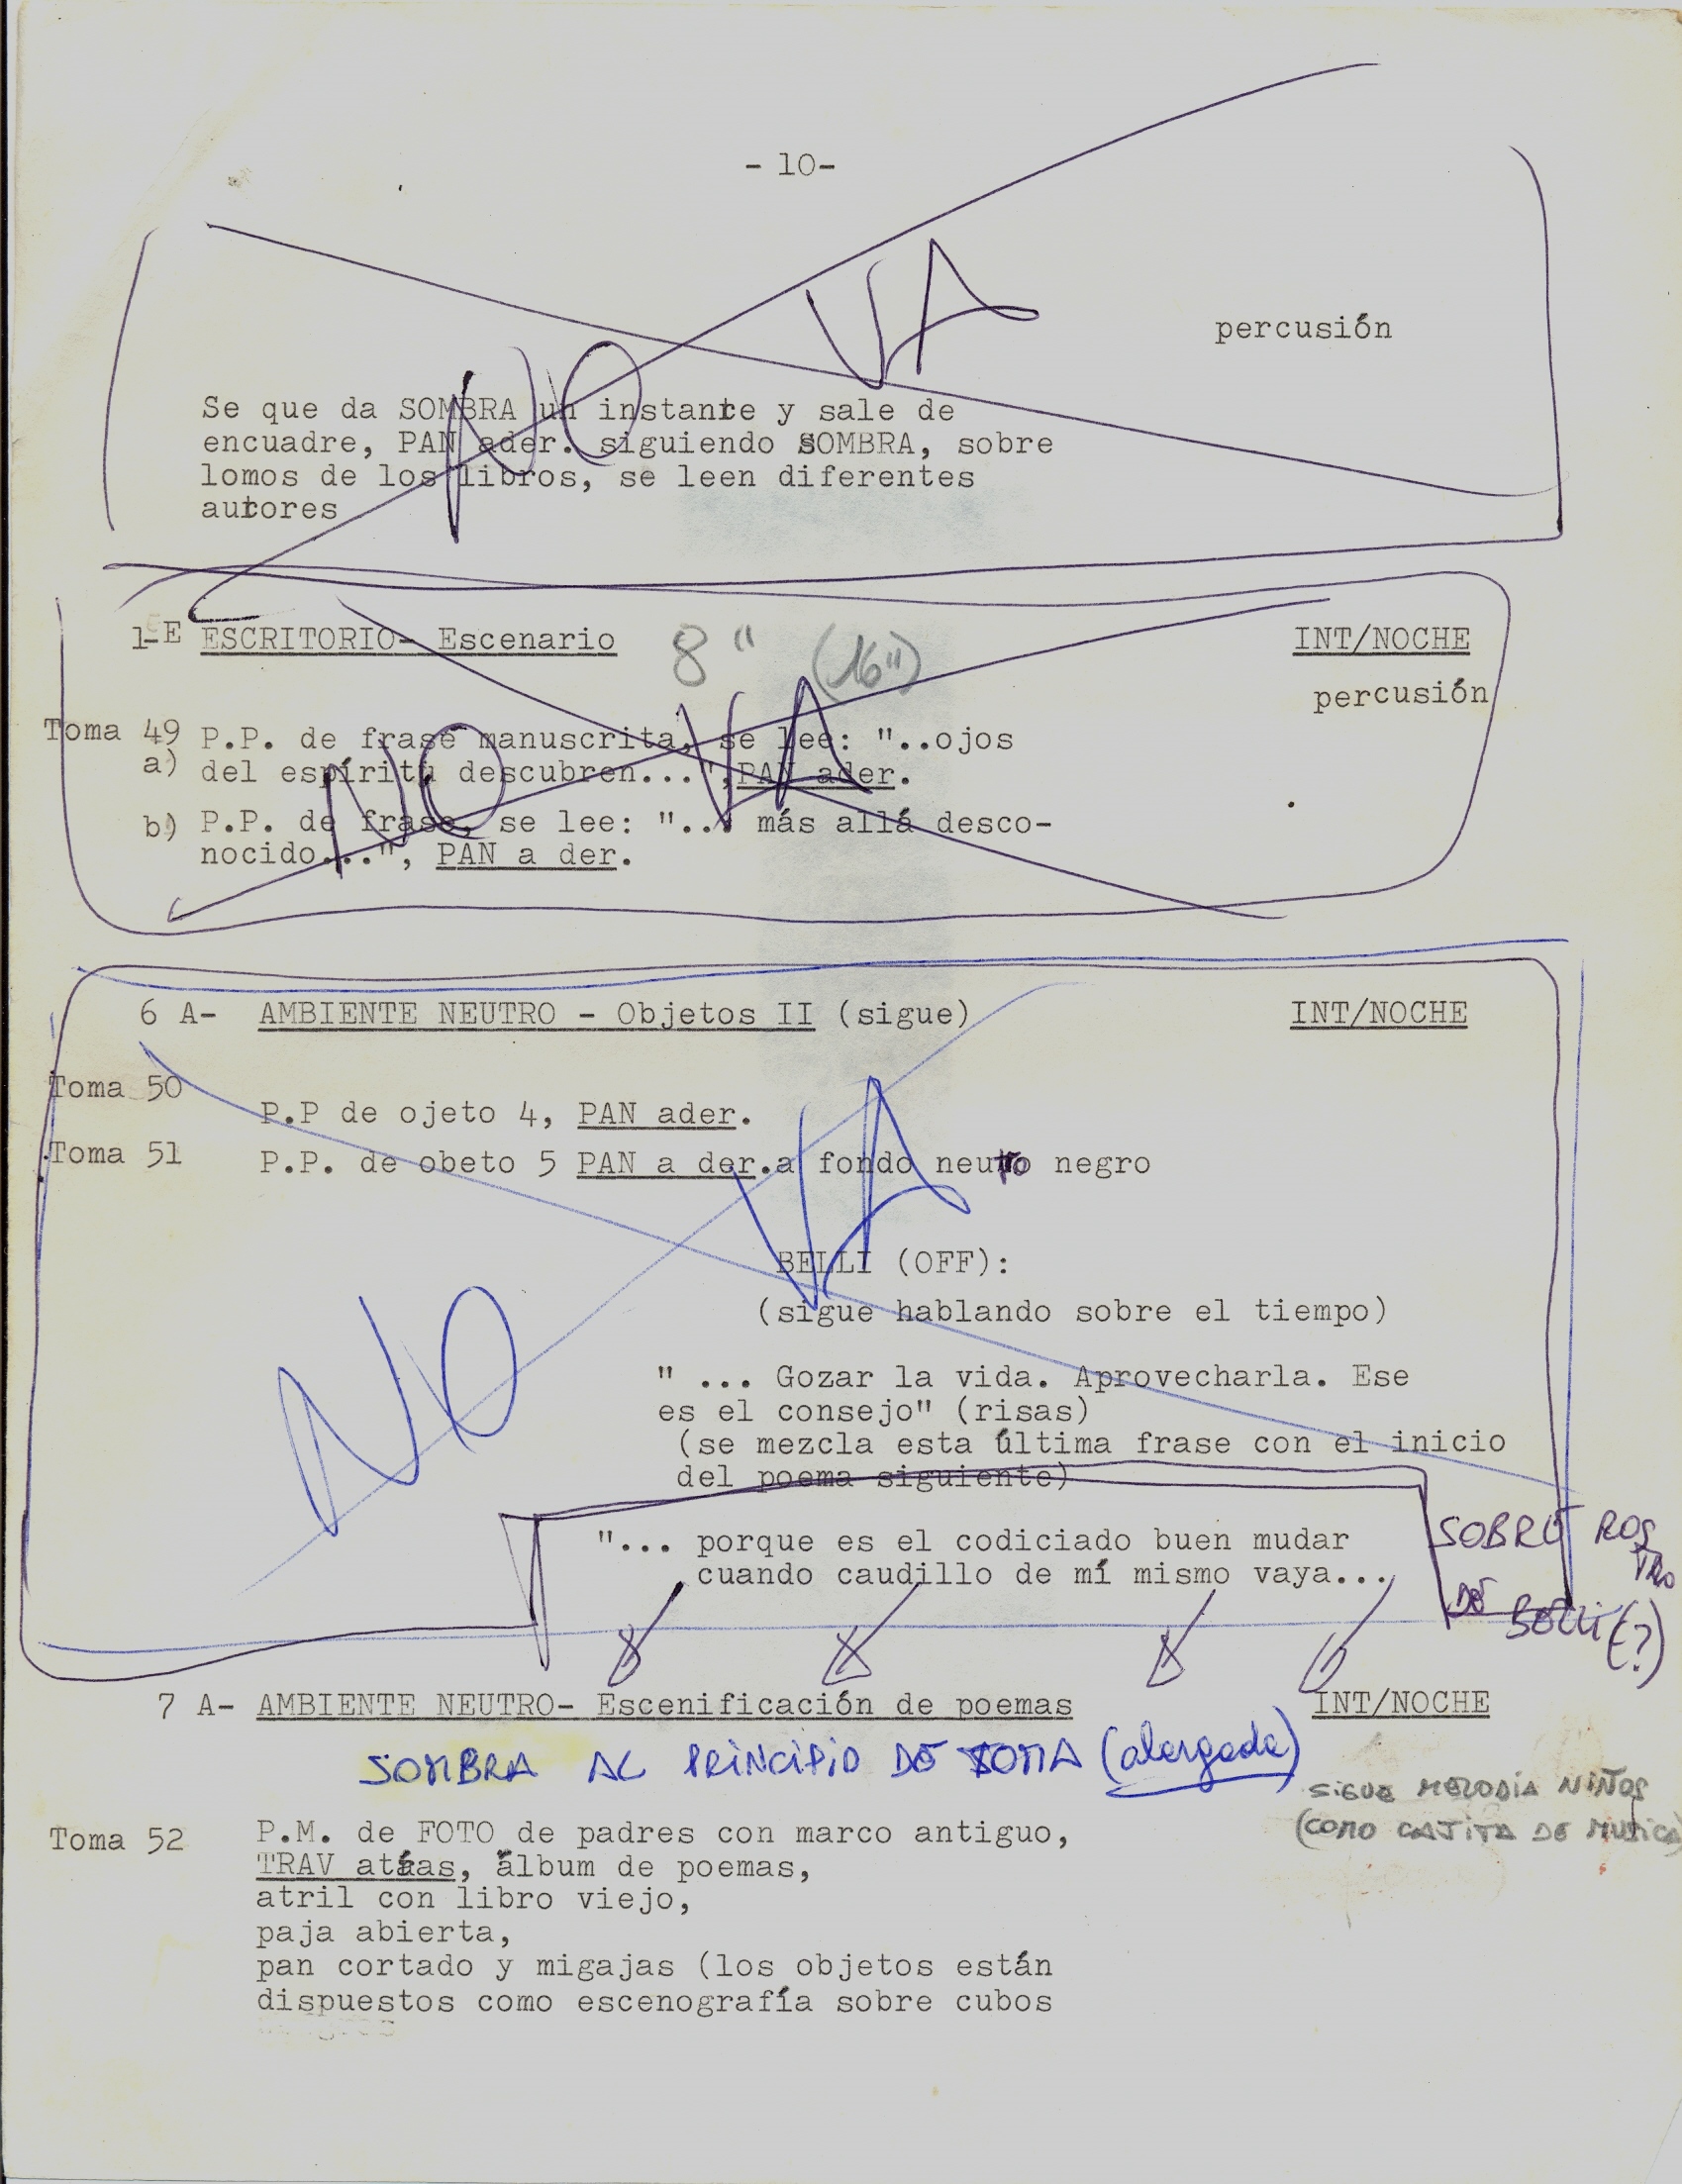 - 10-
VA
percusión
NO
Se que da SOMBRA un instante y sale de
encuadre, PAN ader. siguiendo SOMBRA, sobre
lomos de los libros, se leen diferentes
autores
1-E ESCRITORIO- Escenario 8" (16") INT/NOCHE
percusión
Toma 49 P.P. de frase manuscrita, se lee: "..ojos
a) del espíritu descubren...",PAN ader.
NO VA
b) P.P. de frase, se lee: "... más allá desco-
nocido...", PAN a der.
6 A- AMBIENTE NEUTRO - Objetos II (sigue) INT/NOCHE
Toma 50
P.P de ojeto 4, PAN ader.
Toma 51 P.P. de obeto 5 PAN a der.a fondo neutro negro
VA
BELLI (OFF):
(sigue hablando sobre el tiempo)
NO
" ... Gozar la vida. Aprovecharla. Ese
es el consejo" (risas)
(se mezcla esta última frase con el inicio
del poema siguiente)
"... porque es el codiciado buen mudar
cuando caudillo de mí mismo vaya...
SOBRE ROS
TRO
DE BELLI (?)
7 A- AMBIENTE NEUTRO- Escenificación de poemas INT/NOCHE
SOMBRA AL PRINCIPIO DE TOMA (alargada)
SIGUE MELODÍA NIÑOS
(COMO CAJITA DE MUSICA)
Toma 52 P.M. de FOTO de padres con marco antiguo,
TRAV atáas, álbum de poemas,
atril con libro viejo,
paja abierta,
pan cortado y migajas (los objetos están
dispuestos como escenografía sobre cubos